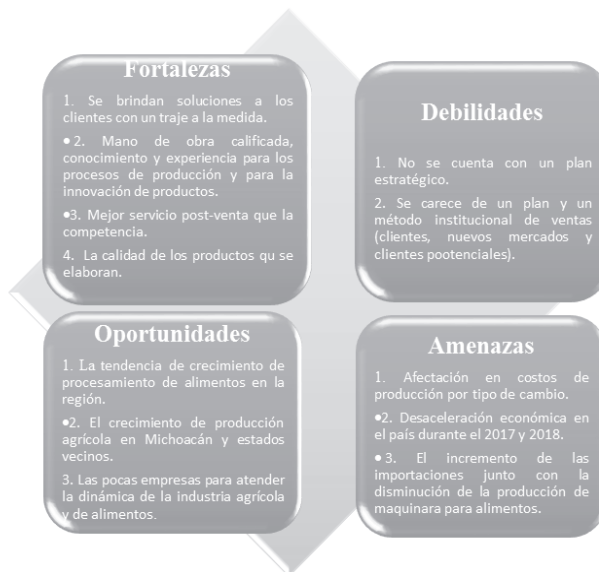 Fortalezas
1. Se brindan soluciones a los
clientes con un traje a la medida.
•2. Mano de obra calificada,
conocimiento y experiencia para los
procesos de producción y para la
innovación de productos.
•3. Mejor servicio post-venta que la
competencia.
4. La calidad de los productos qu se
elaboran.
Debilidades
1. No se cuenta con un plan
estratégico.
2. Se carece de un plan y un
método institucional de ventas
(clientes, nuevos mercados y
clientes pootenciales).
Oportunidades
1. La tendencia de crecimiento de
procesamiento de alimentos en la
región.
•2. El crecimiento de producción
agrícola en Michoacán y estados
vecinos.
3. Las pocas empresas para atender
la dinámica de la industria agrícola
y de alimentos.
Amenazas
1. Afectación en costos de
producción por tipo de cambio.
•2. Desaceleración económica en
el país durante el 2017 y 2018.
•3. El incremento de las
importaciones junto con la
disminución de la producción de
maquinara para alimentos.